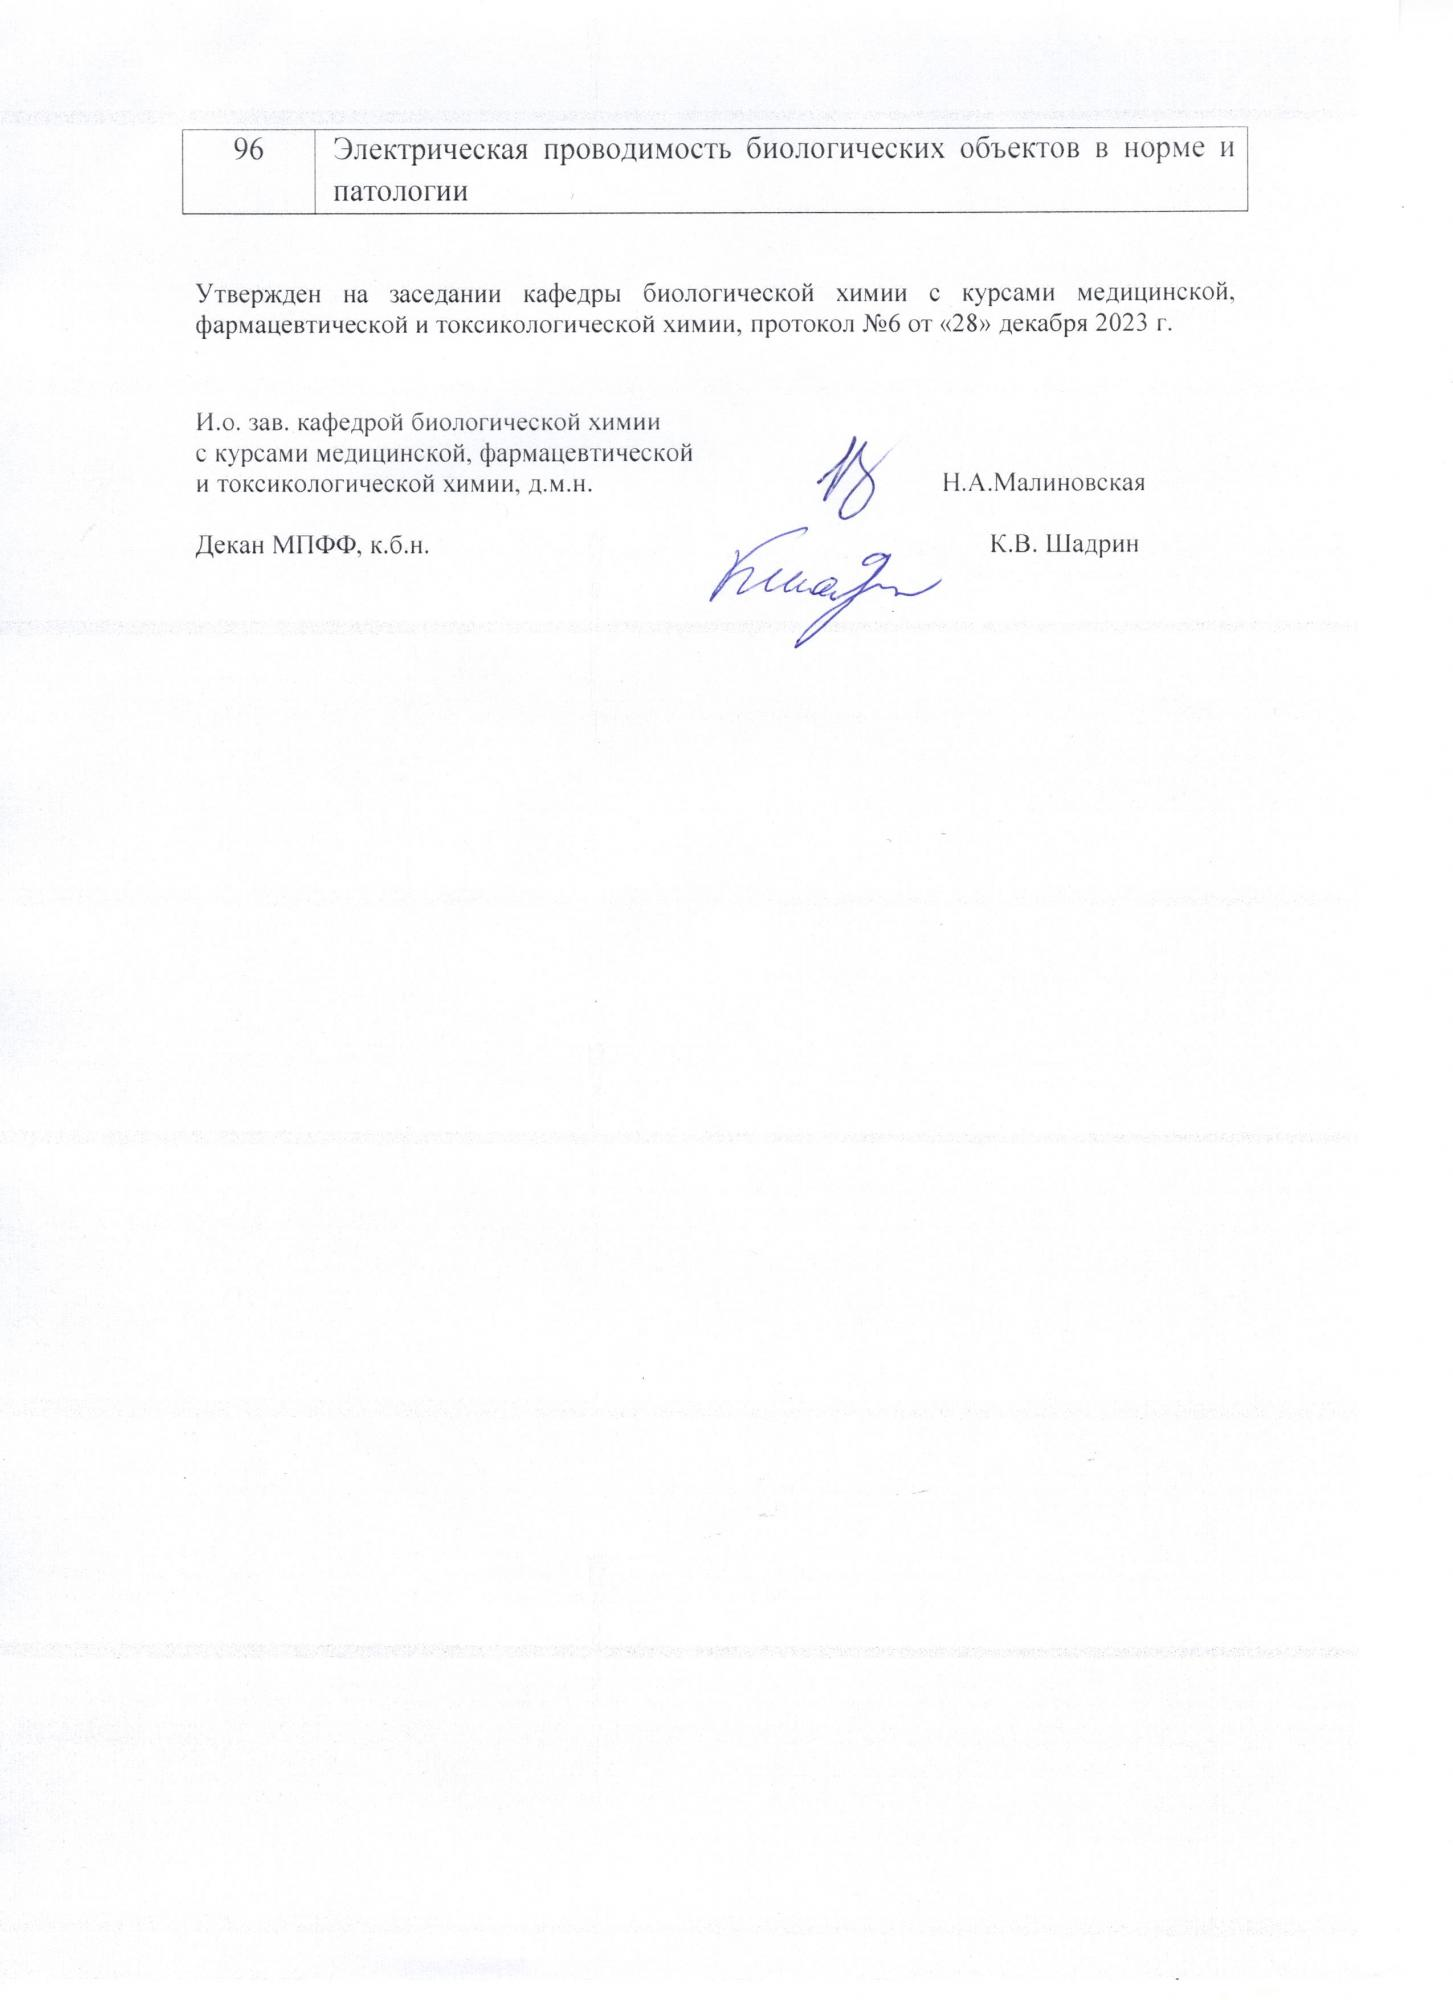 96 Электрическая проводимость биологических объектов в норме и
патологии
Утвержден на заседании кафедры биологической химии с курсами медицинской,
фармацевтической и токсикологической химии, протокол №6 от «28» декабря 2023 г.
И.о. зав. кафедрой биологической химии
с курсами медицинской, фармацевтической
и токсикологической химии, д.м.н. Н.А.Малиновская
Декан МПФФ, к.б.н. К.В. Шадрин